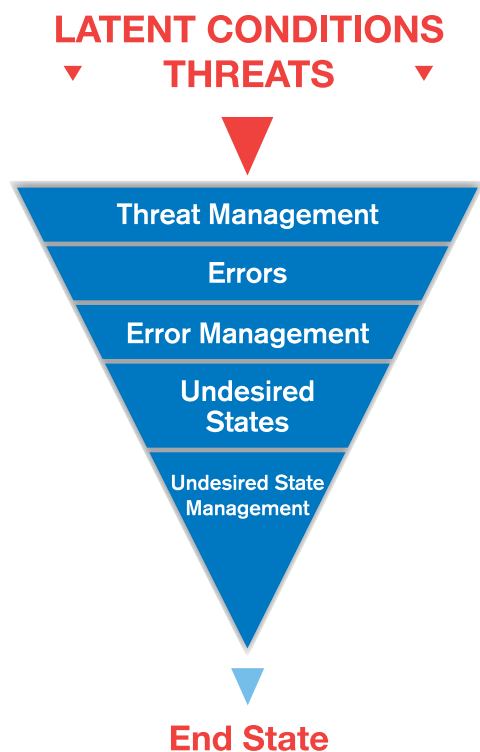 LATENT CONDITIONS
THREATS
Threat Management
Errors
Error Management
Undesired
States
Undesired State
Management
End State